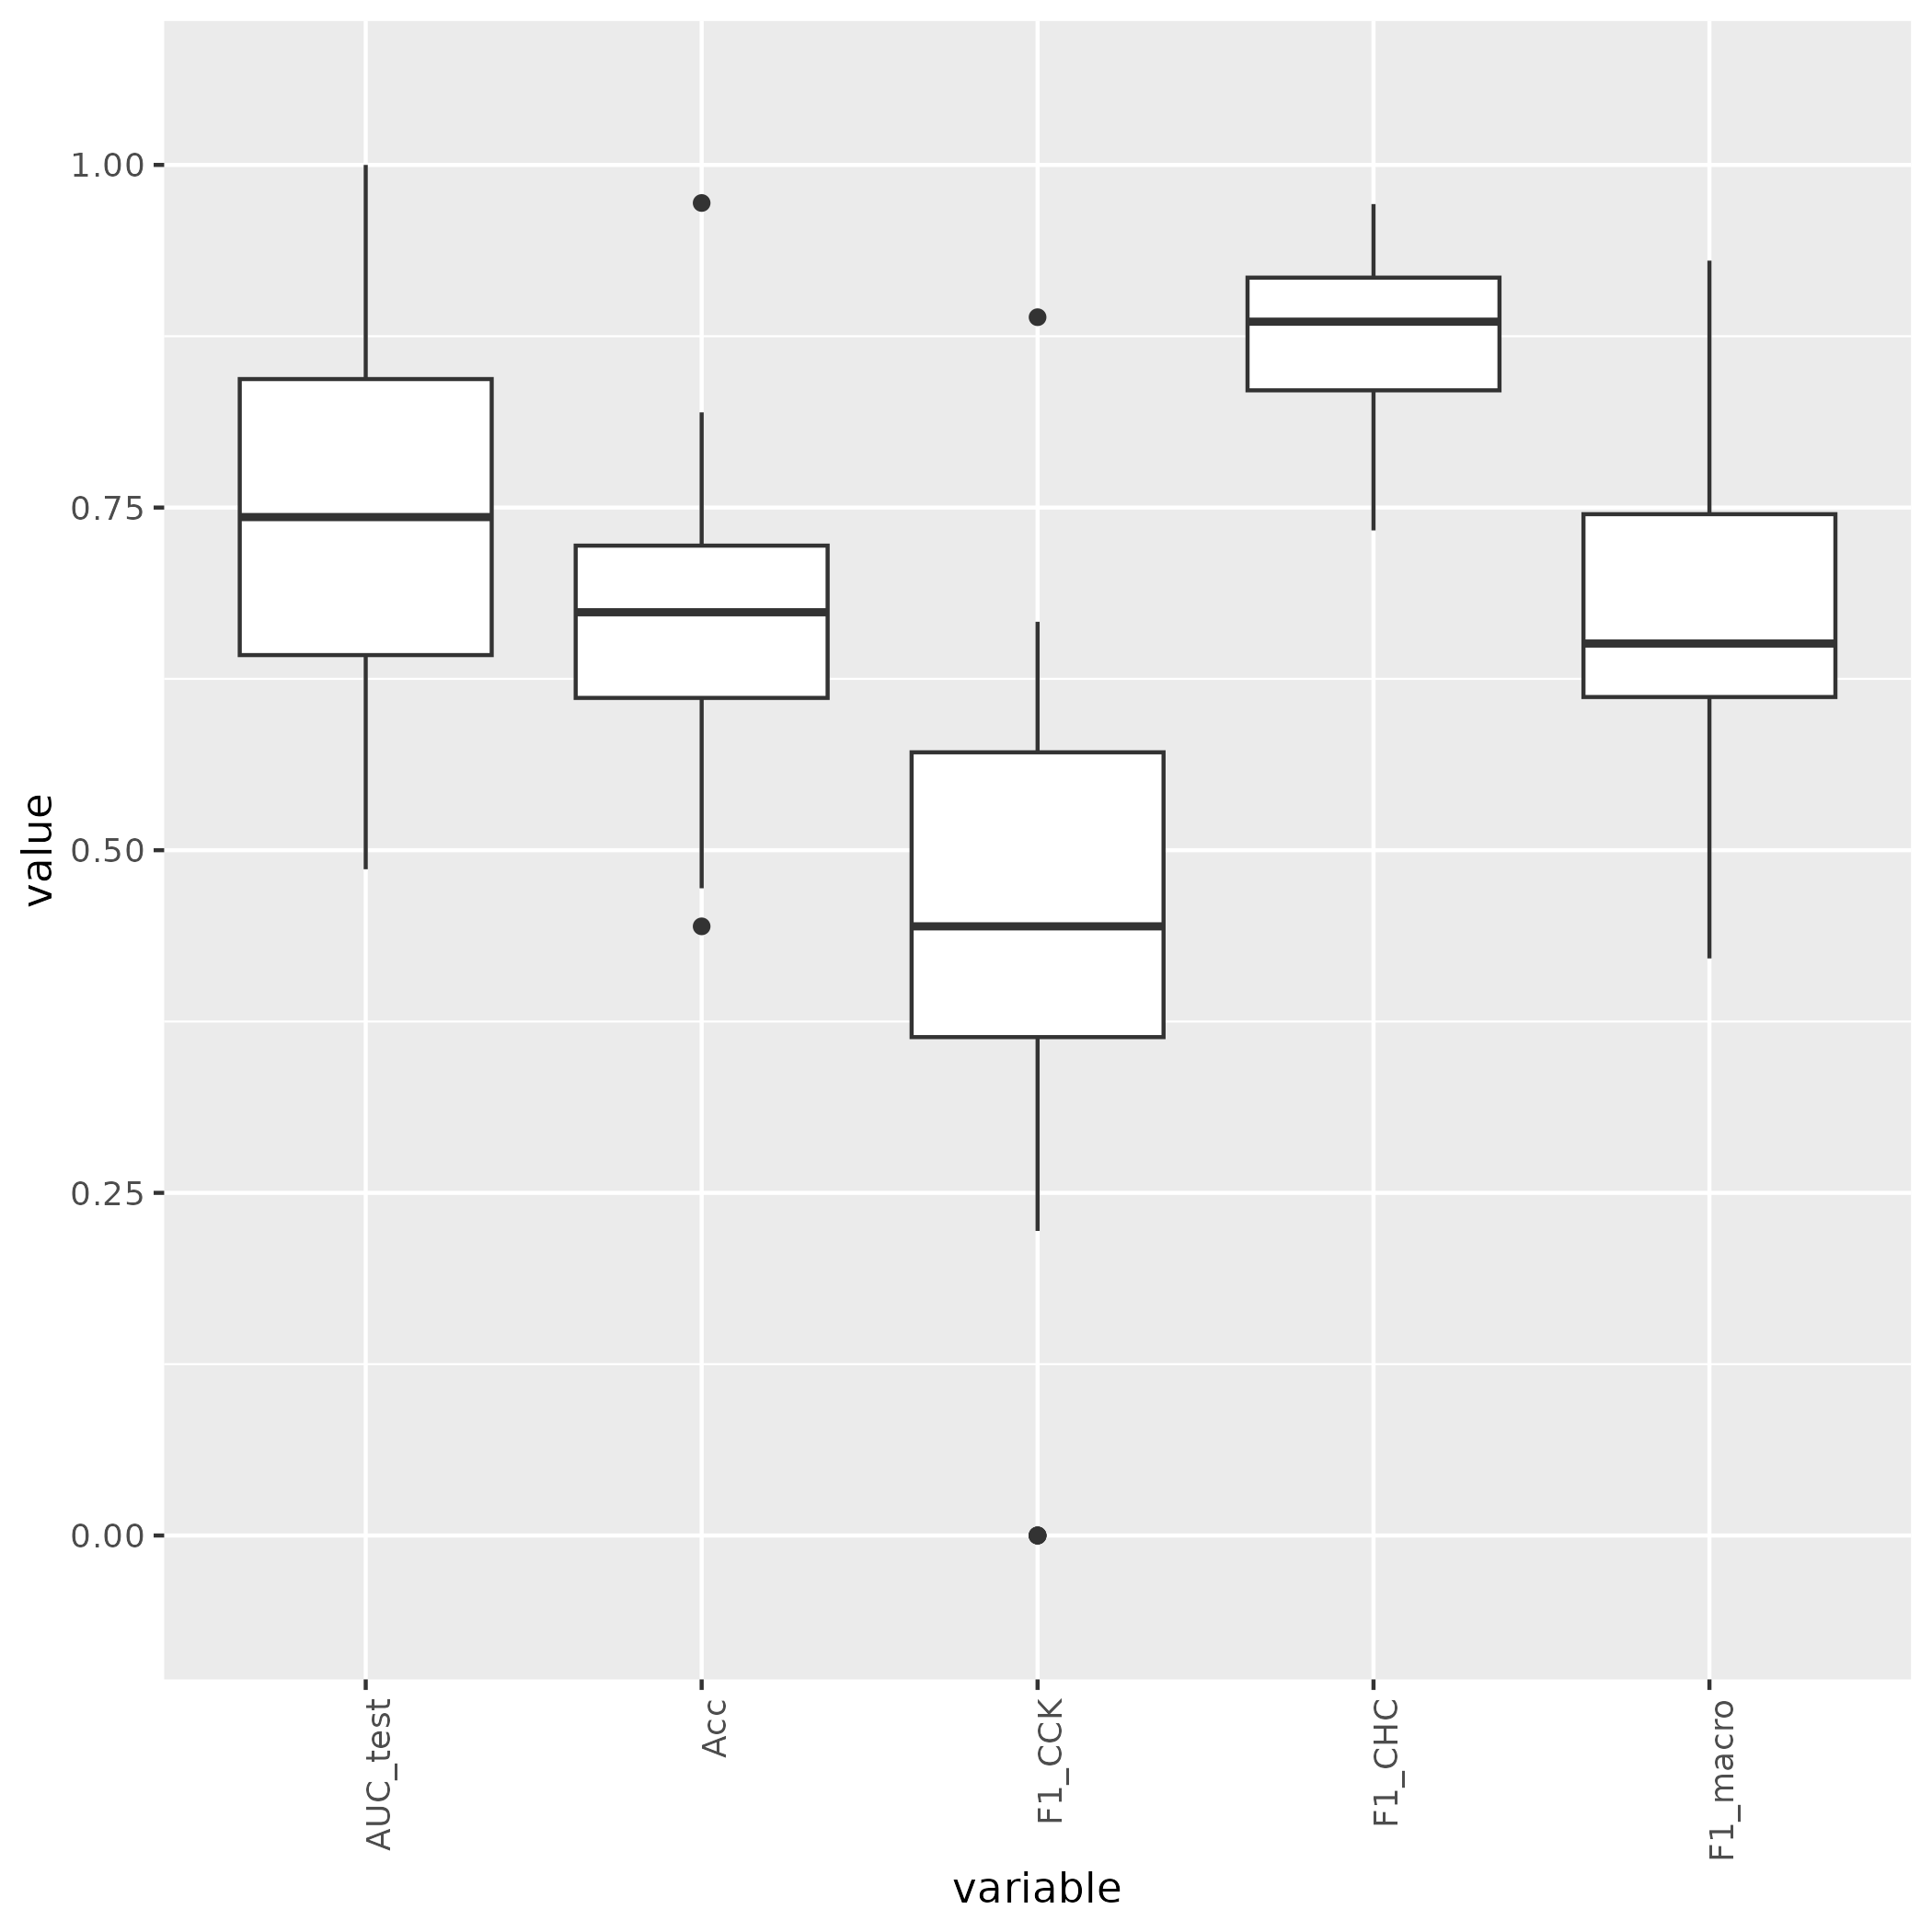 1.00
0.75
0.50
0.25
0.00
value
AUC_test
Acc
F1_CCK
F1_CHC
F1_macro
variable